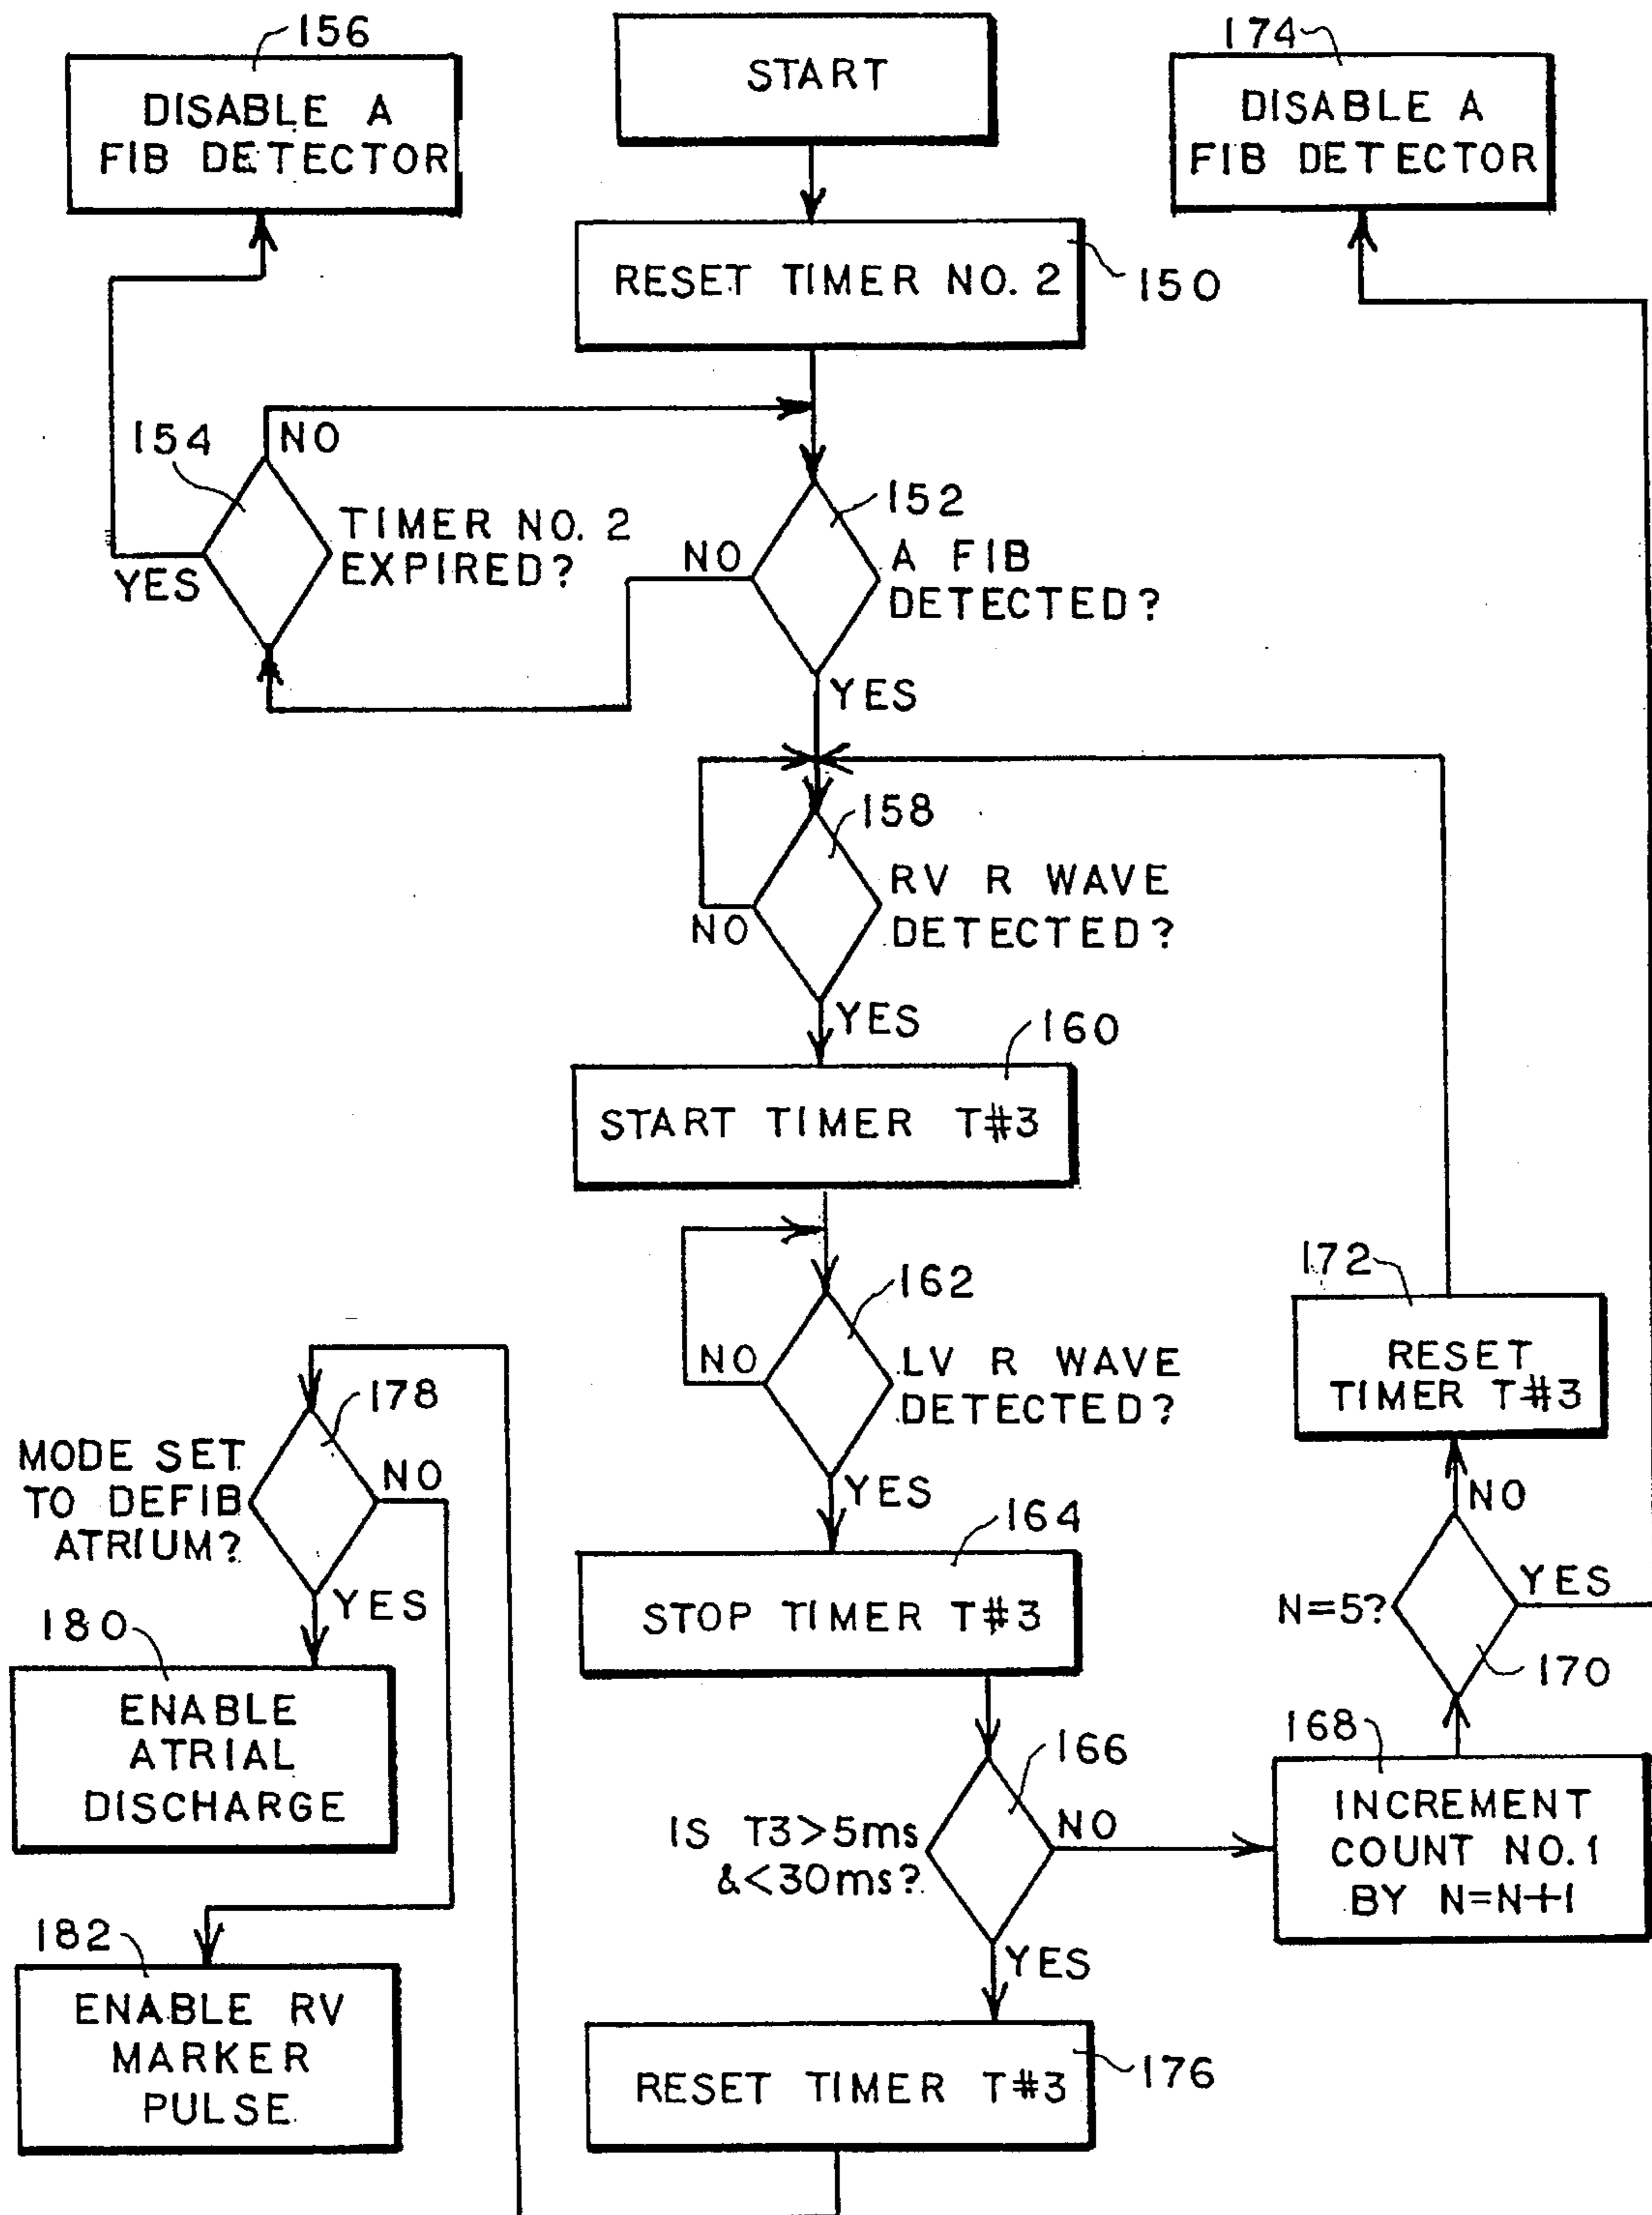 156
DISABLE A
FIB DETECTOR
START
174
DISABLE A
FIB DETECTOR
RESET TIMER NO. 2
150
154
NO
TIMER NO. 2
EXPIRED?
YES
152
NO
A FIB
DETECTED?
YES
158
RV R WAVE
DETECTED?
NO
YES
160
START TIMER T#3
162
NO
LV R WAVE
DETECTED?
YES
172
RESET
TIMER T#3
178
MODE SET
TO DEFIB
ATRIUM?
NO
YES
164
STOP TIMER T#3
NO
N=5?
YES
170
180
ENABLE
ATRIAL
DISCHARGE
166
IS T3>5ms
&<30ms?
NO
YES
168
INCREMENT
COUNT NO.1
BY N=N+1
182
ENABLE RV
MARKER
PULSE
RESET TIMER T#3
176